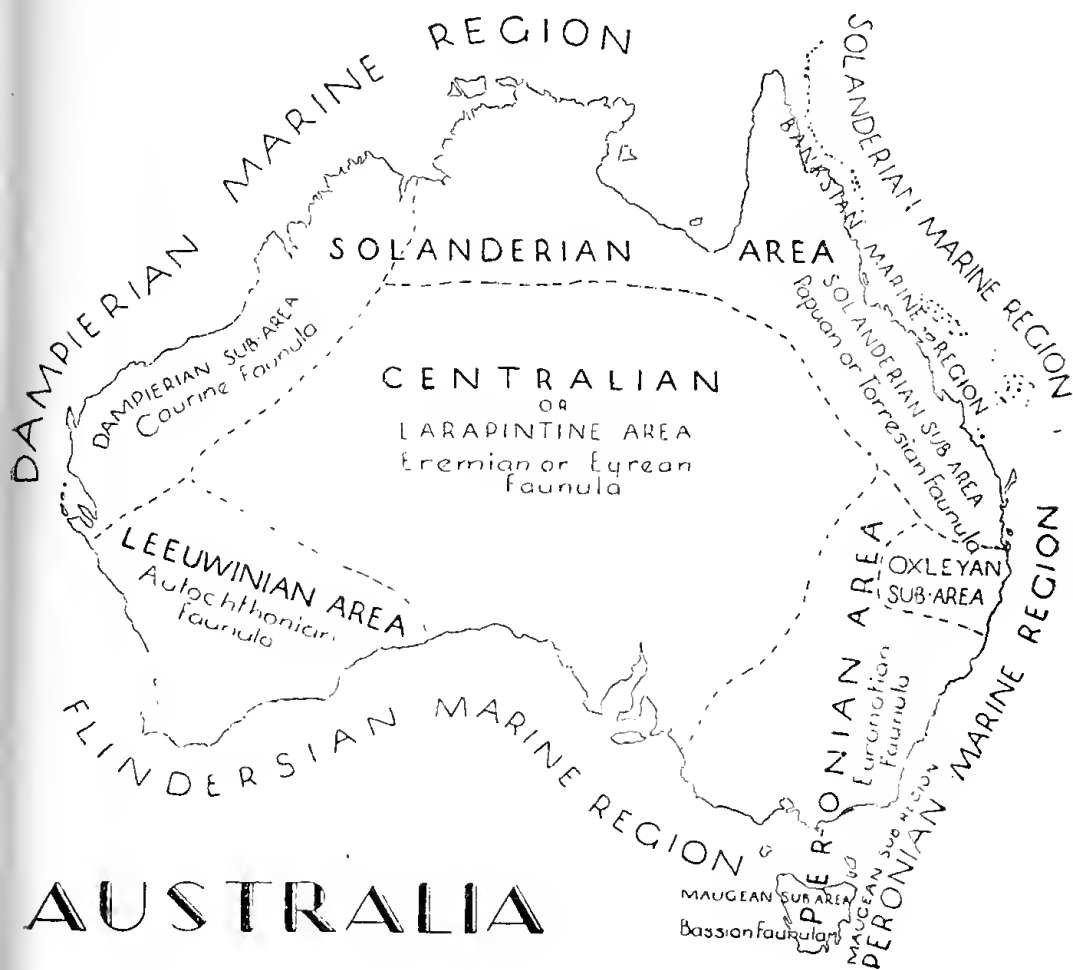 DAMPIERIAN MARINE REGION
SOLANDERIAN MARINE REGION
BANKSIAN MARINE REGION
SOLANDERIAN AREA
SOLANDERIAN SUB AREA
Papuan or Torresian Faunula
DAMPIERIAN SUB-AREA
Caurine Faunula
CENTRALIAN
OR
LARAPINTINE AREA
Eremian or Eyrean
Faunula
LEEUWINIAN AREA
Autochthonian
Faunula
OXLEYAN
SUB-AREA
PERONIAN AREA
Euronotian
Faunula
PERONIAN MARINE REGION
MAUGEAN SUB REGION
FLINDERSIAN MARINE REGION
MAUGEAN SUB AREA
Bassian Faunula
AUSTRALIA